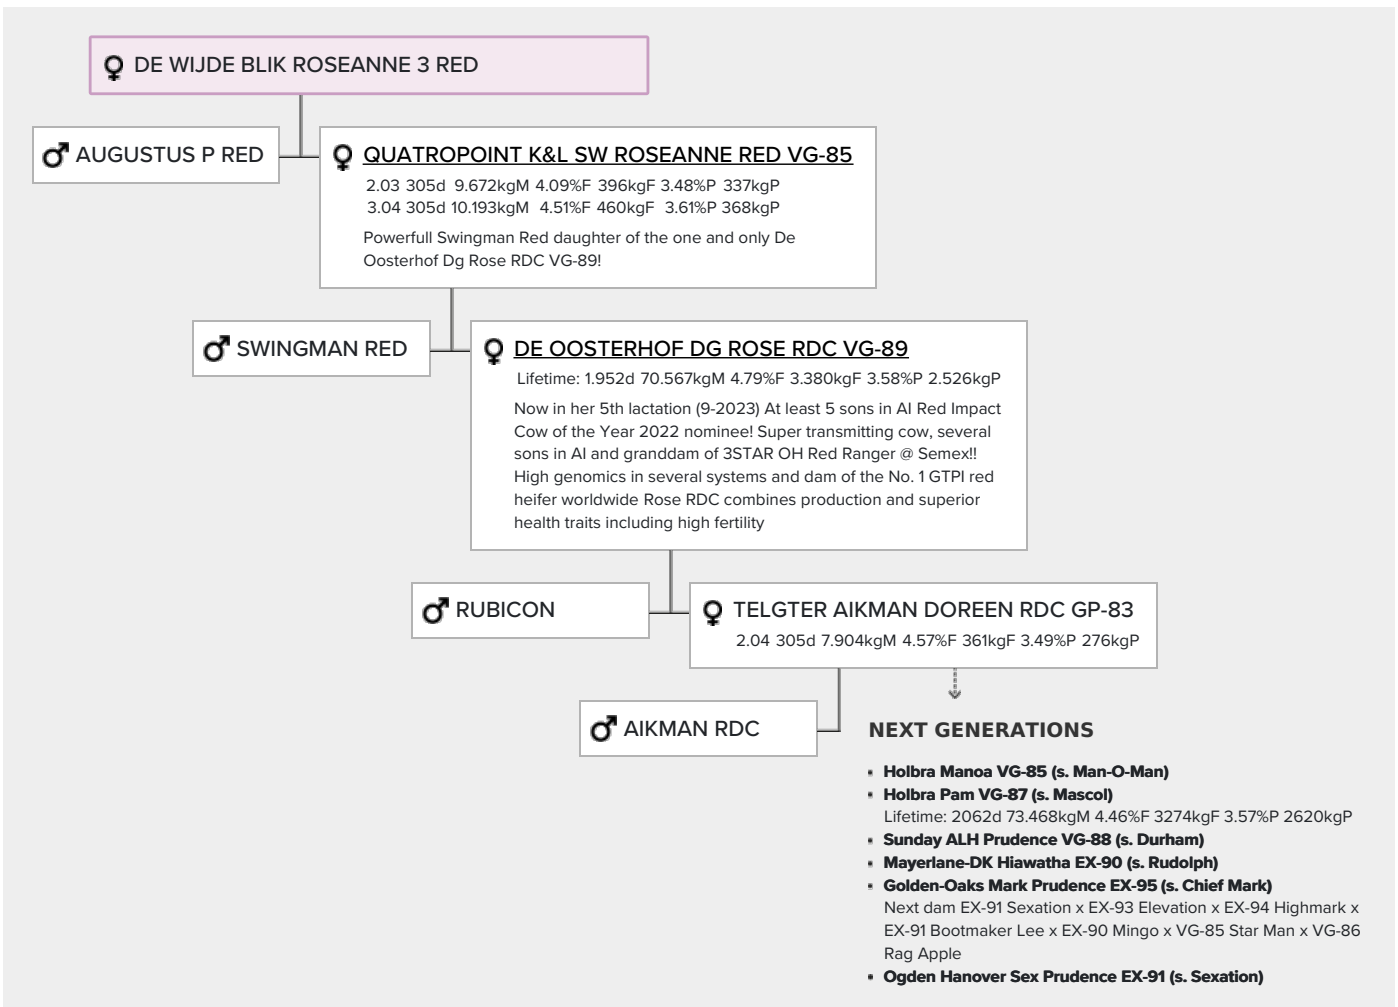 DE WIJDE BLIK ROSEANNE 3 RED
AUGUSTUS P RED
QUATROPOINT K&L SW ROSEANNE RED VG-85
2.03 305d 9.672kgM 4.09%F 396kgF 3.48%P 337kgP
3.04 305d 10.193kgM 4.51%F 460kgF 3.61%P 368kgP
Powerfull Swingman Red daughter of the one and only De
Oosterhof Dg Rose RDC VG-89!
SWINGMAN RED
DE OOSTERHOF DG ROSE RDC VG-89
Lifetime: 1.952d 70.567kgM 4.79%F 3.380kgF 3.58%P 2.526kgP
Now in her 5th lactation (9-2023) At least 5 sons in AI Red Impact
Cow of the Year 2022 nominee! Super transmitting cow, several
sons in AI and granddam of 3STAR OH Red Ranger @ Semex!!
High genomics in several systems and dam of the No. 1 GTPI red
heifer worldwide Rose RDC combines production and superior
health traits including high fertility
RUBICON
TELGTER AIKMAN DOREEN RDC GP-83
2.04 305d 7.904kgM 4.57%F 361kgF 3.49%P 276kgP
AIKMAN RDC
NEXT GENERATIONS
Holbra Manoa VG-85 (s. Man-O-Man)
Holbra Pam VG-87 (s. Mascol)
Lifetime: 2062d 73.468kgM 4.46%F 3274kgF 3.57%P 2620kgP
Sunday ALH Prudence VG-88 (s. Durham)
Mayerlane-DK Hiawatha EX-90 (s. Rudolph)
Golden-Oaks Mark Prudence EX-95 (s. Chief Mark)
Next dam EX-91 Sexation x EX-93 Elevation x EX-94 Highmark x
EX-91 Bootmaker Lee x EX-90 Mingo x VG-85 Star Man x VG-86
Rag Apple
Ogden Hanover Sex Prudence EX-91 (s. Sexation)